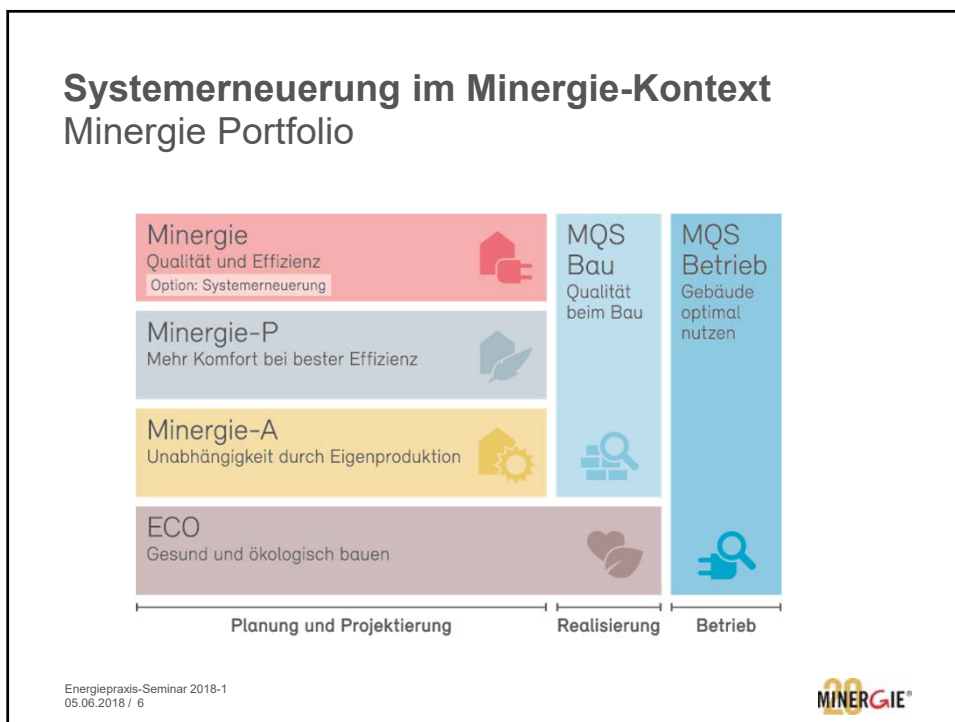 Systemerneuerung im Minergie-Kontext
Minergie Portfolio
Minergie
Qualität und Effizienz
Option: Systemerneuerung
Minergie-P
Mehr Komfort bei bester Effizienz
Minergie-A
Unabhängigkeit durch Eigenproduktion
ECO
Gesund und ökologisch bauen
MQS
Bau
Qualität
beim Bau
MQS
Betrieb
Gebäude
optimal
nutzen
Planung und Projektierung
Realisierung
Betrieb
Energiepraxis-Seminar 2018-1
05.06.2018 / 6
20
MINERGIE®